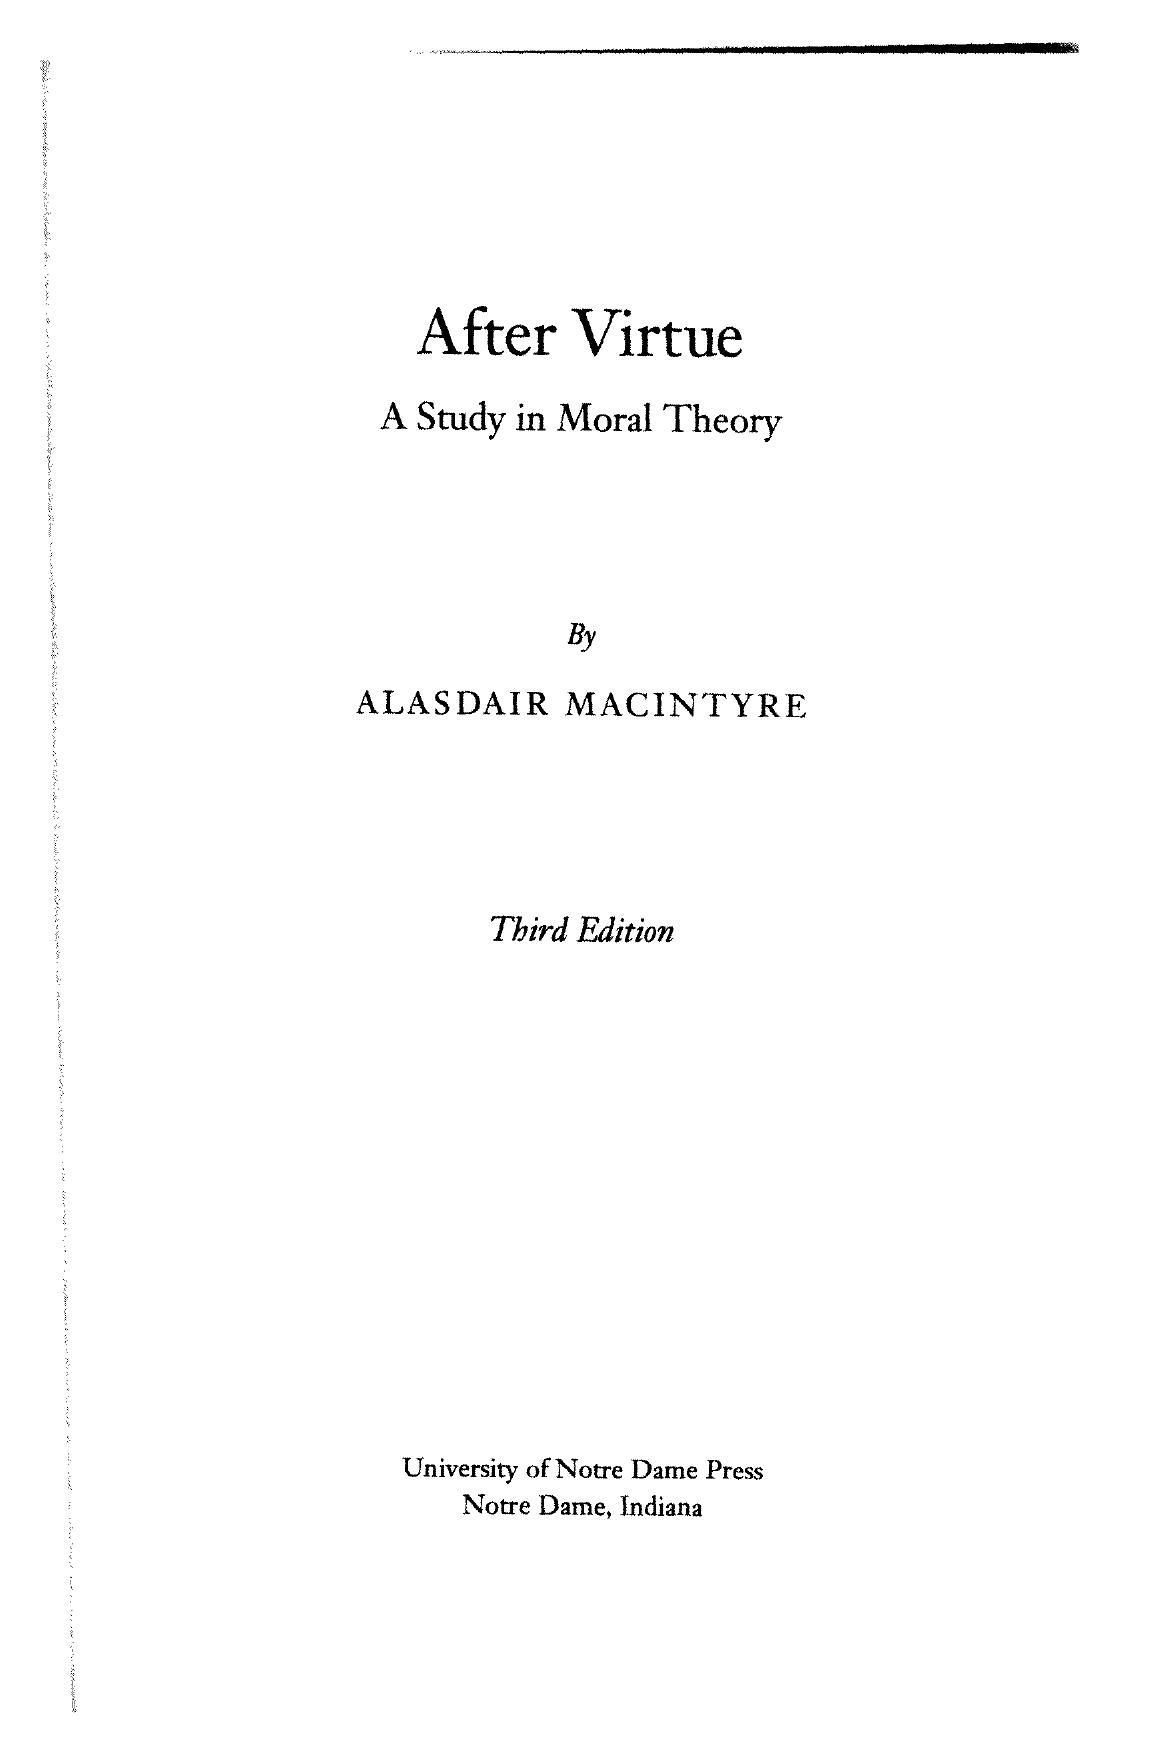 After Virtue
A Study in Moral Theory
By
ALASDAIR MACINTYRE
Third Edition
University of Notre Dame Press
Notre Dame, Indiana